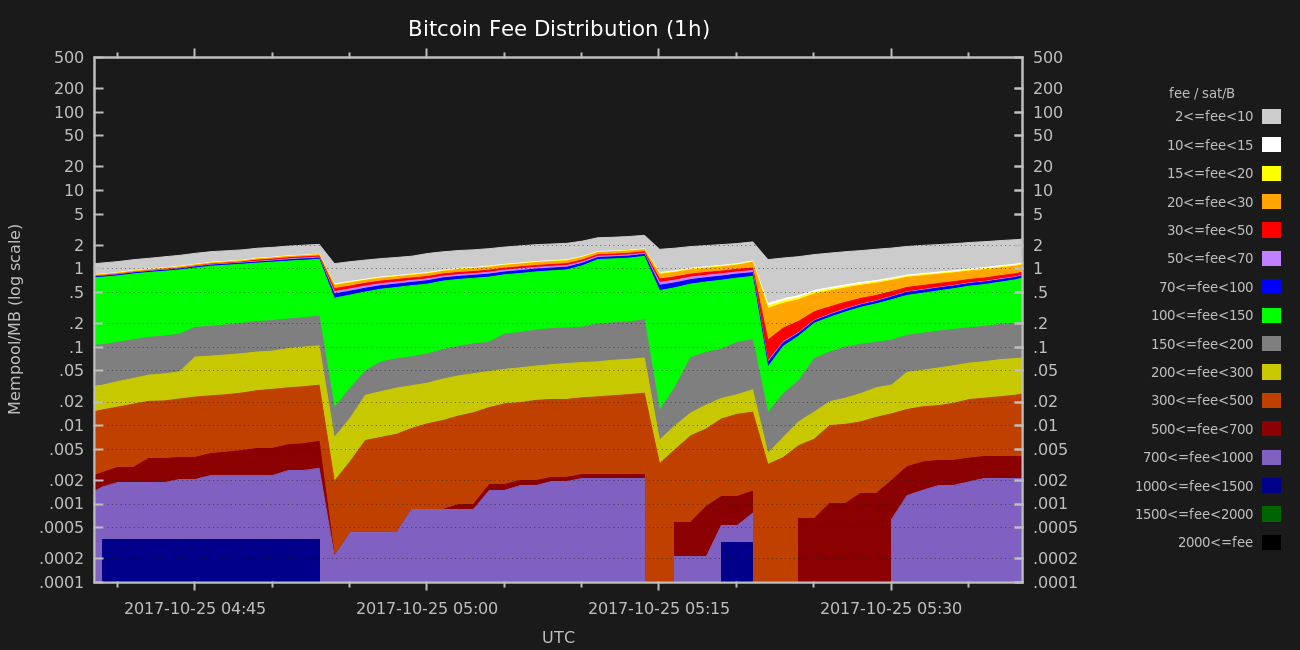 Bitcoin Fee Distribution (1h)
500 500
200 200
100 100
50 50
20 20
10 10
5 5
2 2
1 1
.5 .5
.2 .2
.1 .1
.05 .05
.02 .02
.01 .01
.005 .005
.002 .002
.001 .001
.0005 .0005
.0002 .0002
.0001 .0001
Mempool/MB (log scale)
2017-10-25 04:45 2017-10-25 05:00 2017-10-25 05:15 2017-10-25 05:30
UTC
fee / sat/B
2<=fee<10
10<=fee<15
15<=fee<20
20<=fee<30
30<=fee<50
50<=fee<70
70<=fee<100
100<=fee<150
150<=fee<200
200<=fee<300
300<=fee<500
500<=fee<700
700<=fee<1000
1000<=fee<1500
1500<=fee<2000
2000<=fee